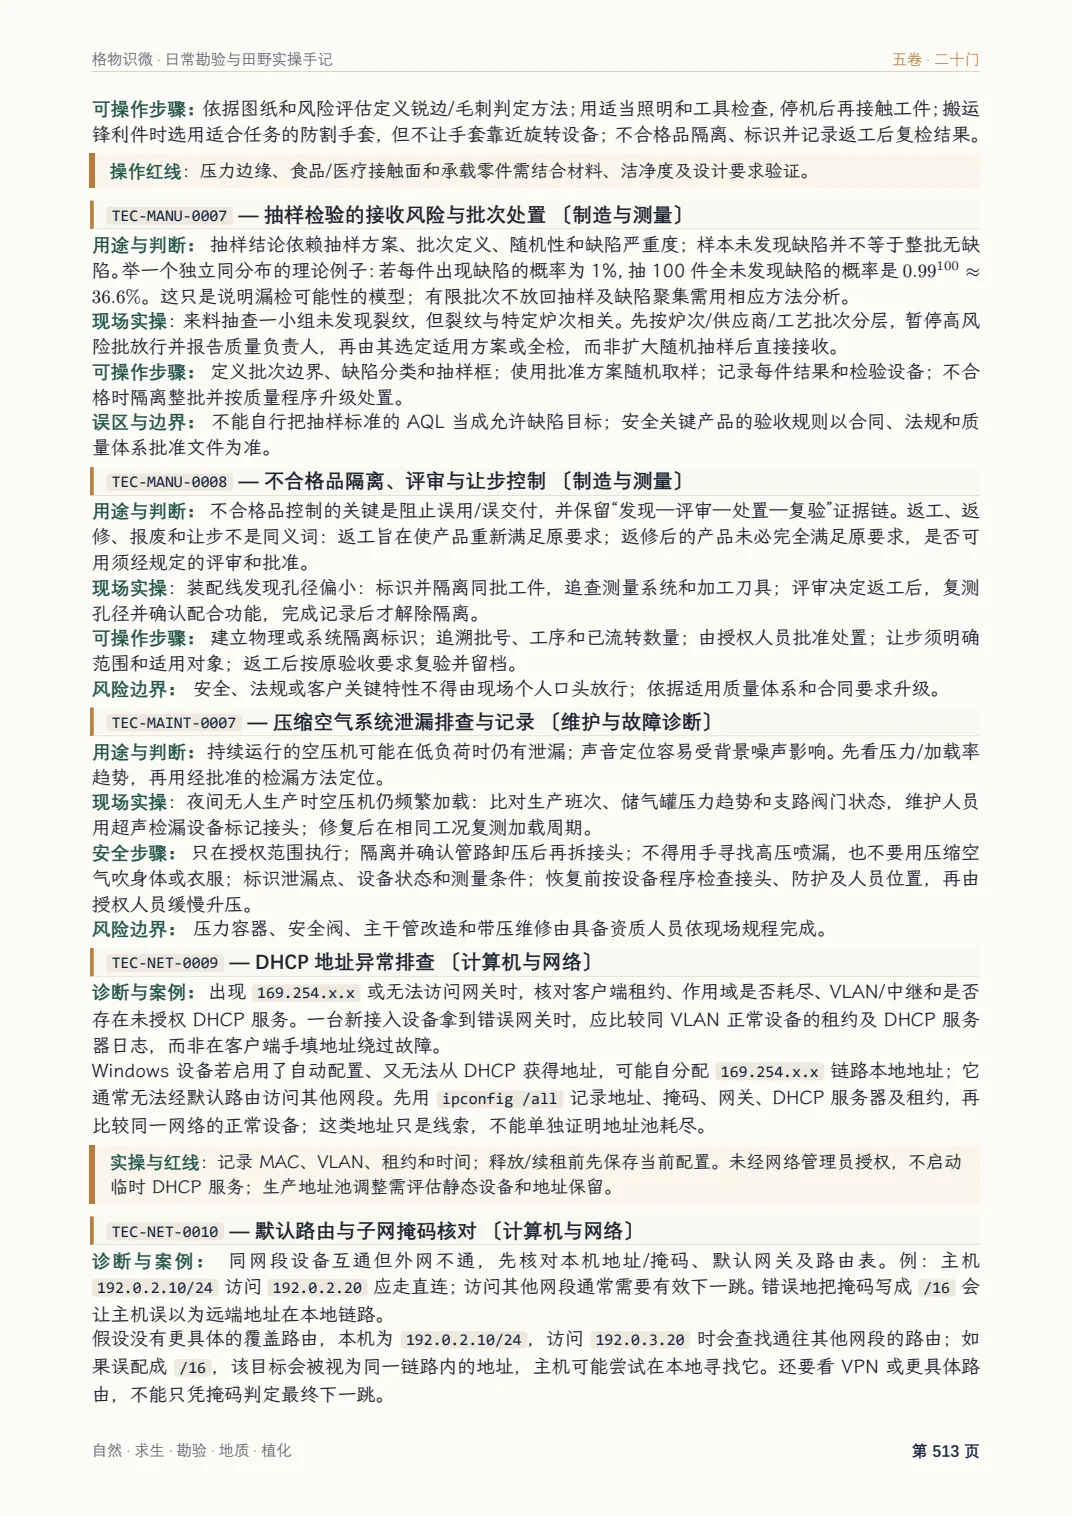 格物识微 · 日常勘验与田野实操手记
五卷 · 二十门
可操作步骤：依据图纸和风险评估定义锐边/毛刺判定方法；用适当照明和工具检查，停机后再接触工件；搬运
锋利件时选用适合任务的防割手套，但不让手套靠近旋转设备；不合格品隔离、标识并记录返工后复检结果。
操作红线：压力边缘、食品/医疗接触面和承载零件需结合材料、洁净度及设计要求验证。
TEC-MANU-0007 — 抽样检验的接收风险与批次处置 〔制造与测量〕
用途与判断： 抽样结论依赖抽样方案、批次定义、随机性和缺陷严重度；样本未发现缺陷并不等于整批无缺
陷。举一个独立同分布的理论例子：若每件出现缺陷的概率为 1%，抽 100 件全未发现缺陷的概率是 0.99¹⁰⁰ ≈
36.6%。这只是说明漏检可能性的模型；有限批次不放回抽样及缺陷聚集需用相应方法分析。
现场实操：来料抽查一小组未发现裂纹，但裂纹与特定炉次相关。先按炉次/供应商/工艺批次分层，暂停高风
险批放行并报告质量负责人，再由其选定适用方案或全检，而非扩大随机抽样后直接接收。
可操作步骤： 定义批次边界、缺陷分类和抽样框；使用批准方案随机取样；记录每件结果和检验设备；不合
格时隔离整批并按质量程序升级处置。
误区与边界： 不能自行把抽样标准的 AQL 当成允许缺陷目标；安全关键产品的验收规则以合同、法规和质
量体系批准文件为准。
TEC-MANU-0008 — 不合格品隔离、评审与让步控制 〔制造与测量〕
用途与判断： 不合格品控制的关键是阻止误用/误交付，并保留“发现—评审—处置—复验”证据链。返工、返
修、报废和让步不是同义词：返工旨在使产品重新满足原要求；返修后的产品未必完全满足原要求，是否可
用须经规定的评审和批准。
现场实操：装配线发现孔径偏小：标识并隔离同批工件，追查测量系统和加工刀具；评审决定返工后，复测
孔径并确认配合功能，完成记录后才解除隔离。
可操作步骤： 建立物理或系统隔离标识；追溯批号、工序和已流转数量；由授权人员批准处置；让步须明确
范围和适用对象；返工后按原验收要求复验并留档。
风险边界： 安全、法规或客户关键特性不得由现场个人口头放行；依据适用质量体系和合同要求升级。
TEC-MAINT-0007 — 压缩空气系统泄漏排查与记录 〔维护与故障诊断〕
用途与判断：持续运行的空压机可能在低负荷时仍有泄漏；声音定位容易受背景噪声影响。先看压力/加载率
趋势，再用经批准的检漏方法定位。
现场实操：夜间无人生产时空压机仍频繁加载：比对生产班次、储气罐压力趋势和支路阀门状态，维护人员
用超声检漏设备标记接头；修复后在相同工况复测加载周期。
安全步骤： 只在授权范围执行；隔离并确认管路卸压后再拆接头；不得用手寻找高压喷漏，也不要用压缩空
气吹身体或衣服；标识泄漏点、设备状态和测量条件；恢复前按设备程序检查接头、防护及人员位置，再由
授权人员缓慢升压。
风险边界： 压力容器、安全阀、主干管改造和带压维修由具备资质人员依现场规程完成。
TEC-NET-0009 — DHCP 地址异常排查 〔计算机与网络〕
诊断与案例： 出现 169.254.x.x 或无法访问网关时，核对客户端租约、作用域是否耗尽、VLAN/中继和是否
存在未授权 DHCP 服务。一台新接入设备拿到错误网关时，应比较同 VLAN 正常设备的租约及 DHCP 服务
器日志，而非在客户端手填地址绕过故障。
Windows 设备若启用了自动配置、又无法从 DHCP 获得地址，可能自分配 169.254.x.x 链路本地地址；它
通常无法经默认路由访问其他网段。先用 ipconfig /all 记录地址、掩码、网关、DHCP 服务器及租约，再
比较同一网络的正常设备；这类地址只是线索，不能单独证明地址池耗尽。
实操与红线：记录 MAC、VLAN、租约和时间；释放/续租前先保存当前配置。未经网络管理员授权，不启动
临时 DHCP 服务；生产地址池调整需评估静态设备和地址保留。
TEC-NET-0010 — 默认路由与子网掩码核对 〔计算机与网络〕
诊断与案例： 同网段设备互通但外网不通，先核对本机地址/掩码、默认网关及路由表。例：主机
192.0.2.10/24 访问 192.0.2.20 应走直连；访问其他网段通常需要有效下一跳。错误地把掩码写成 /16 会
让主机误以为远端地址在本地链路。
假设没有更具体的覆盖路由，本机为 192.0.2.10/24，访问 192.0.3.20 时会查找通往其他网段的路由；如
果误配成 /16，该目标会被视为同一链路内的地址，主机可能尝试在本地寻找它。还要看 VPN 或更具体路
由，不能只凭掩码判定最终下一跳。
自然 · 求生 · 勘验 · 地质 · 植化
第 513 页